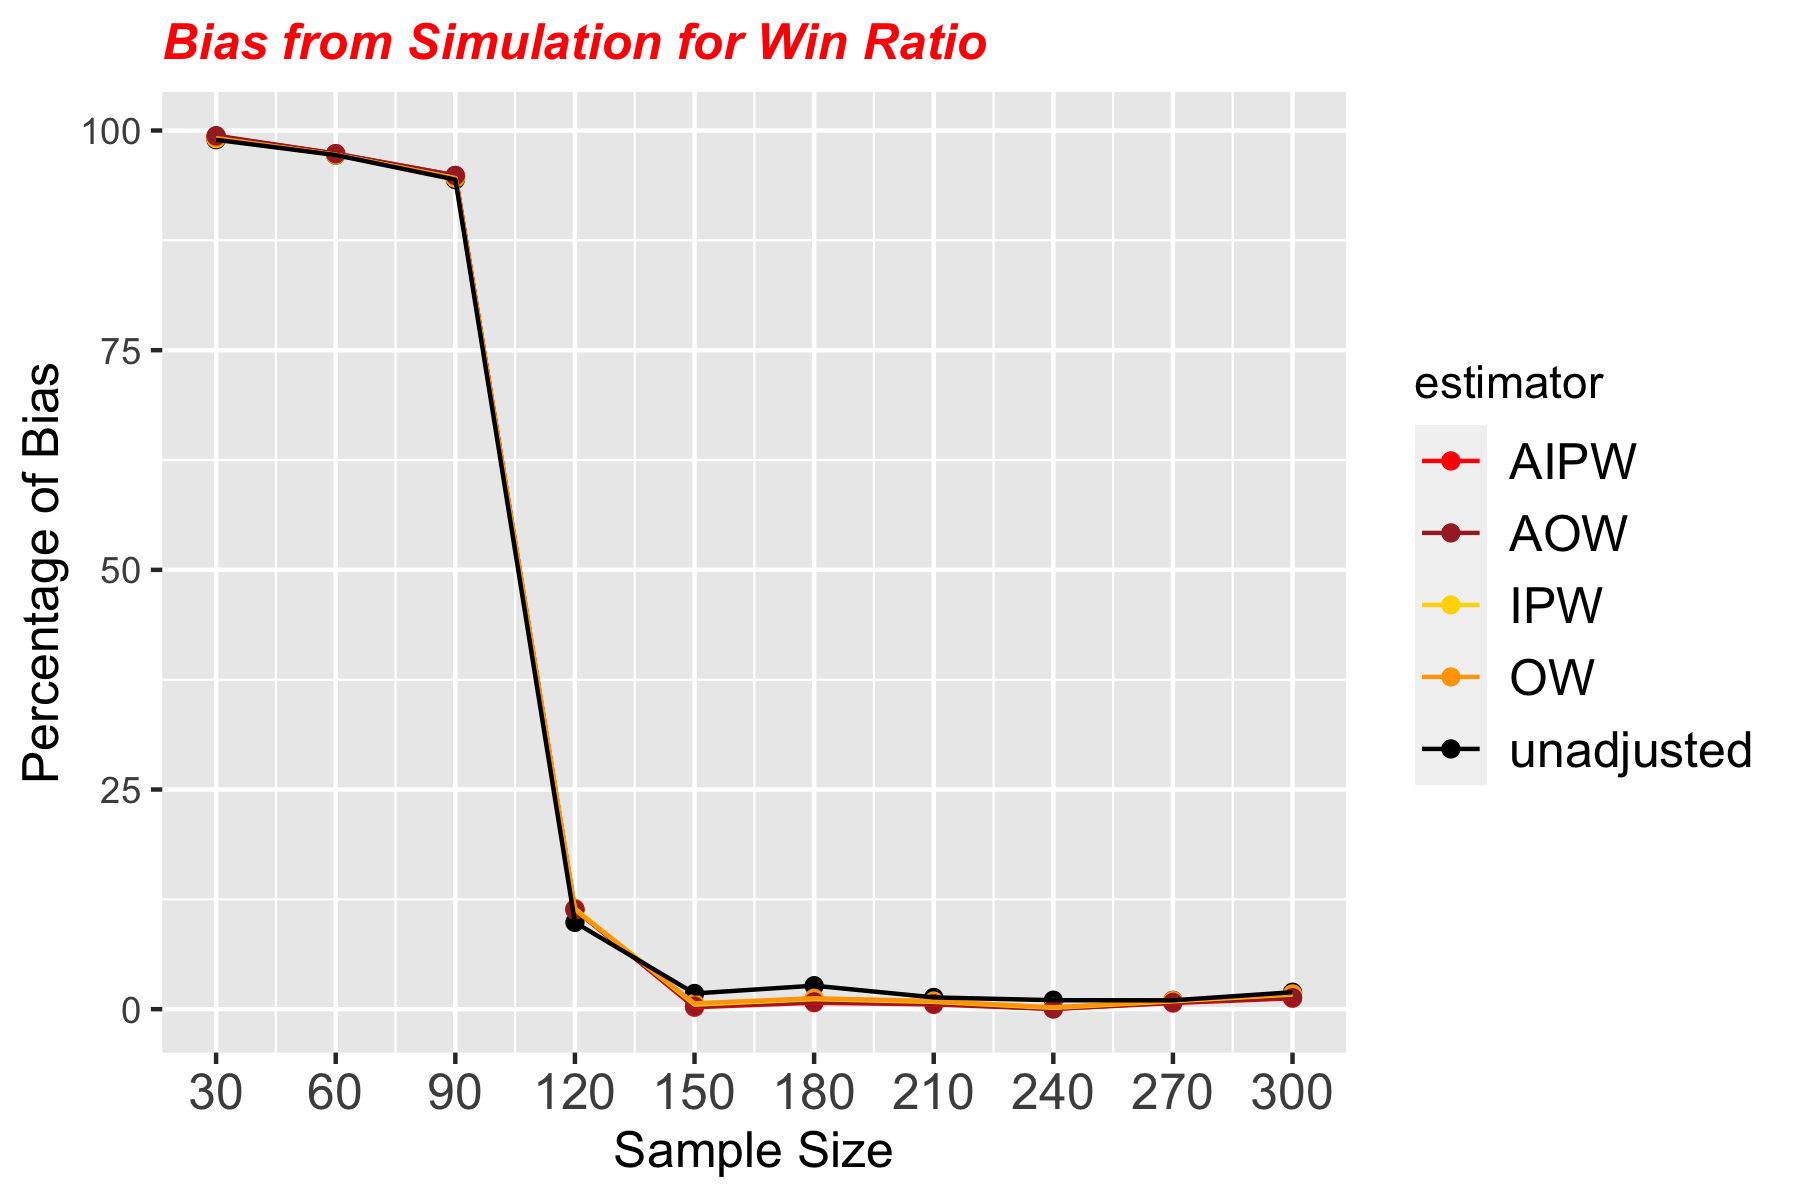 Bias from Simulation for Win Ratio
Percentage of Bias
100
75
50
25
0
30 60 90 120 150 180 210 240 270 300
Sample Size
estimator
AIPW
AOW
IPW
OW
unadjusted